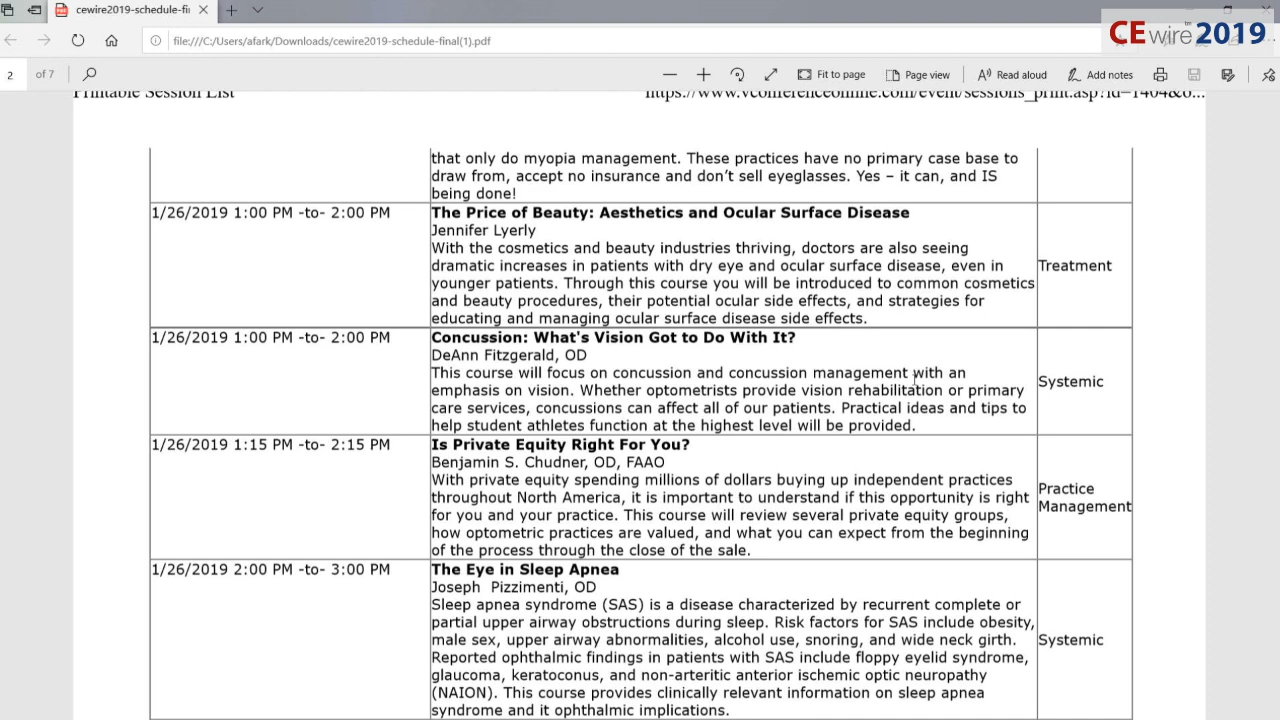 cewire2019-schedule-fi
CEwire2019
file:///C:/Users/afark/Downloads/cewire2019-schedule-final(1).pdf
2 of 7 Fit to page Page view Read aloud Add notes
Printable Session List https://www.vconferenceonline.com/event/sessions_print.asp?id=1404&o...
that only do myopia management. These practices have no primary case base to
draw from, accept no insurance and don’t sell eyeglasses. Yes – it can, and IS
being done!
1/26/2019 1:00 PM -to- 2:00 PM
The Price of Beauty: Aesthetics and Ocular Surface Disease
Jennifer Lyerly
With the cosmetics and beauty industries thriving, doctors are also seeing
dramatic increases in patients with dry eye and ocular surface disease, even in
younger patients. Through this course you will be introduced to common cosmetics
and beauty procedures, their potential ocular side effects, and strategies for
educating and managing ocular surface disease side effects.
Treatment
1/26/2019 1:00 PM -to- 2:00 PM
Concussion: What's Vision Got to Do With It?
DeAnn Fitzgerald, OD
This course will focus on concussion and concussion management with an
emphasis on vision. Whether optometrists provide vision rehabilitation or primary
care services, concussions can affect all of our patients. Practical ideas and tips to
help student athletes function at the highest level will be provided.
Systemic
1/26/2019 1:15 PM -to- 2:15 PM
Is Private Equity Right For You?
Benjamin S. Chudner, OD, FAAO
With private equity spending millions of dollars buying up independent practices
throughout North America, it is important to understand if this opportunity is right
for you and your practice. This course will review several private equity groups,
how optometric practices are valued, and what you can expect from the beginning
of the process through the close of the sale.
Practice
Management
1/26/2019 2:00 PM -to- 3:00 PM
The Eye in Sleep Apnea
Joseph Pizzimenti, OD
Sleep apnea syndrome (SAS) is a disease characterized by recurrent complete or
partial upper airway obstructions during sleep. Risk factors for SAS include obesity,
male sex, upper airway abnormalities, alcohol use, snoring, and wide neck girth.
Reported ophthalmic findings in patients with SAS include floppy eyelid syndrome,
glaucoma, keratoconus, and non-arteritic anterior ischemic optic neuropathy
(NAION). This course provides clinically relevant information on sleep apnea
syndrome and it ophthalmic implications.
Systemic